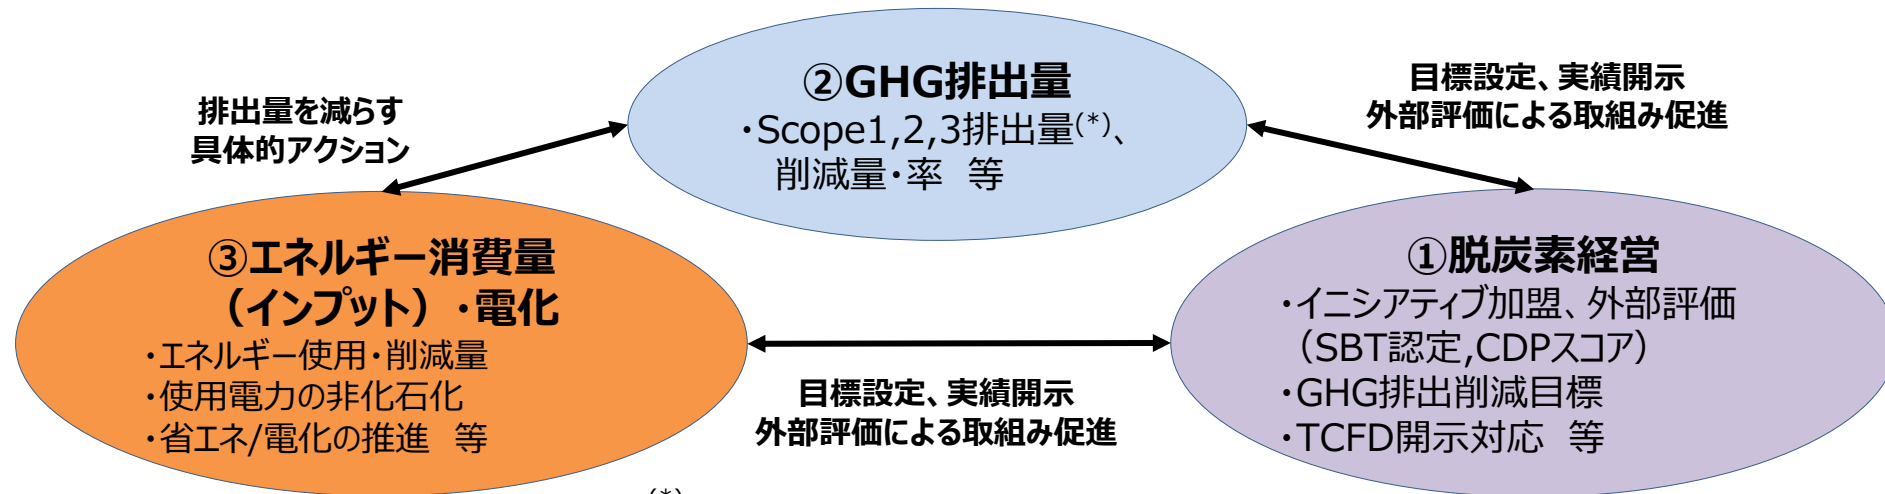 ②GHG排出量
・Scope1,2,3排出量(*)、
削減量・率 等
排出量を減らす
具体的アクション
目標設定、実績開示
外部評価による取組み促進
③エネルギー消費量
（インプット）・電化
・エネルギー使用・削減量
・使用電力の非化石化
・省エネ/電化の推進 等
①脱炭素経営
・イニシアティブ加盟、外部評価
（SBT認定,CDPスコア）
・GHG排出削減目標
・TCFD開示対応 等
目標設定、実績開示
外部評価による取組み促進
(*)